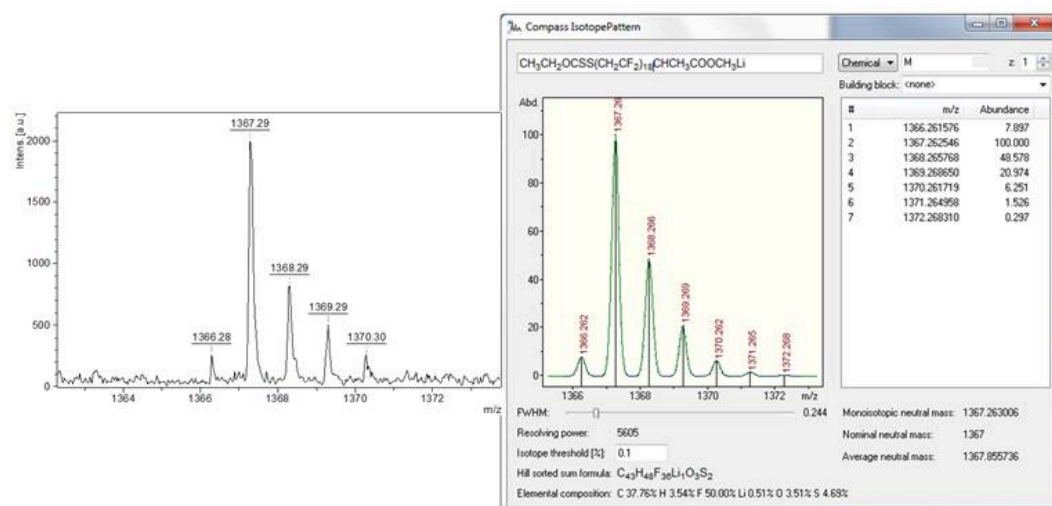 Compass IsotopePattern
CH₃CH₂OCSS(CH₂CF₂)₁₈CHCH₃COOCH₃Li
Chemical M z: 1
Building block: <none>
Intens. [a.u.]
2000
1500
1000
500
0
1367.29
1368.29
1369.29
1366.28
1370.30
1364 1366 1368 1370 1372
m/z
Abd.
100
80
60
40
20
0
1366.262
1367.26
1368.266
1369.269
1370.262
1371.265
1372.268
1366 1368 1370 1372 m/z
# m/z Abundance
1 1366.261576 7.897
2 1367.262546 100.000
3 1368.265768 48.578
4 1369.268650 20.974
5 1370.261719 6.251
6 1371.264958 1.526
7 1372.268310 0.297
FWHM: 0.244
Resolving power: 5605
Isotope threshold [%]: 0.1
Hill sorted sum formula: C₄₃H₄₈F₃₆Li₁O₃S₂
Elemental composition: C 37.76% H 3.54% F 50.00% Li 0.51% O 3.51% S 4.69%
Monoisotopic neutral mass: 1367.263006
Nominal neutral mass: 1367
Average neutral mass: 1367.855736